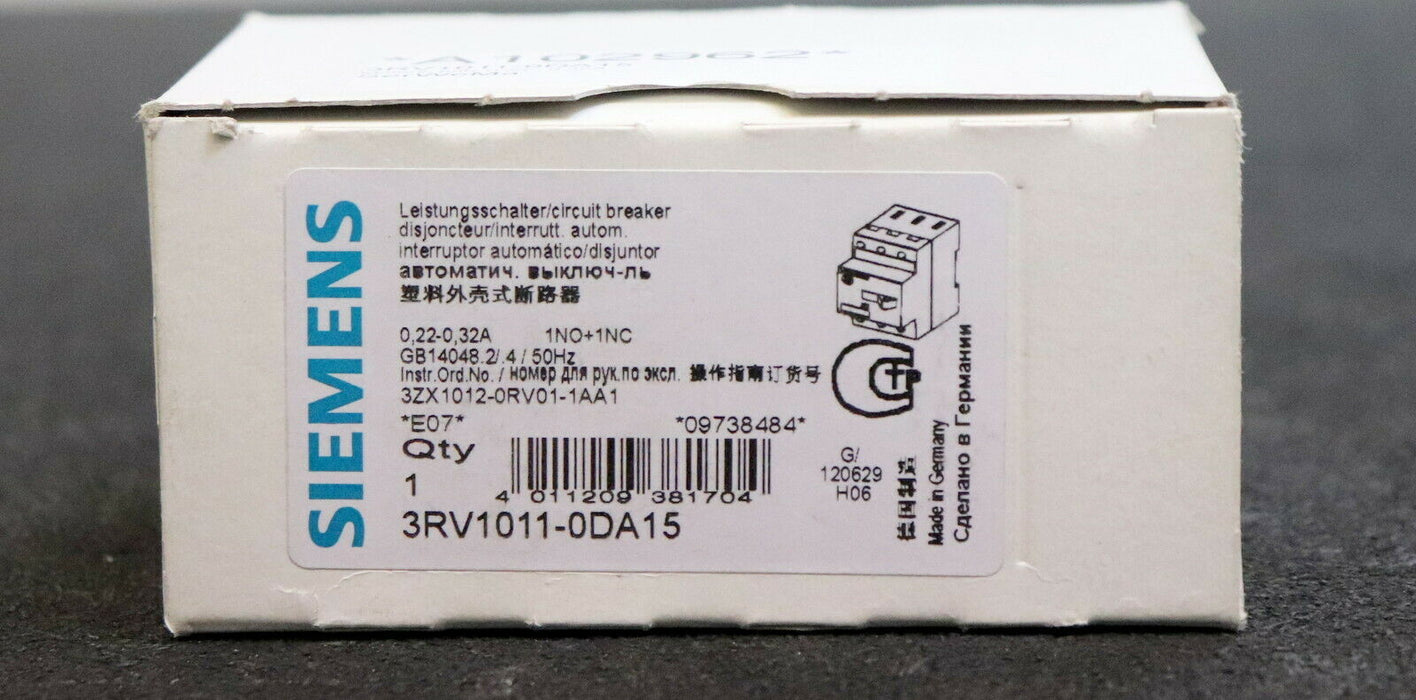 *A102962*
SIEMENS
Leistungsschalter/circuit breaker
disjoncteur/interrutt. autom.
interruptor automático/disjuntor
автоматич. выключ-ль
塑料外壳式断路器
0,22-0,32A 1NO+1NC
GB14048.2/.4 / 50Hz
Instr.Ord.No. / номер для рук.по эксл. 操作指南订货号
3ZX1012-0RV01-1AA1
*E07* *09738484*
Qty
1
4 011209 381704
3RV1011-0DA15
G/
120629
H06
德国制造
Made in Germany
Сделано в Германии